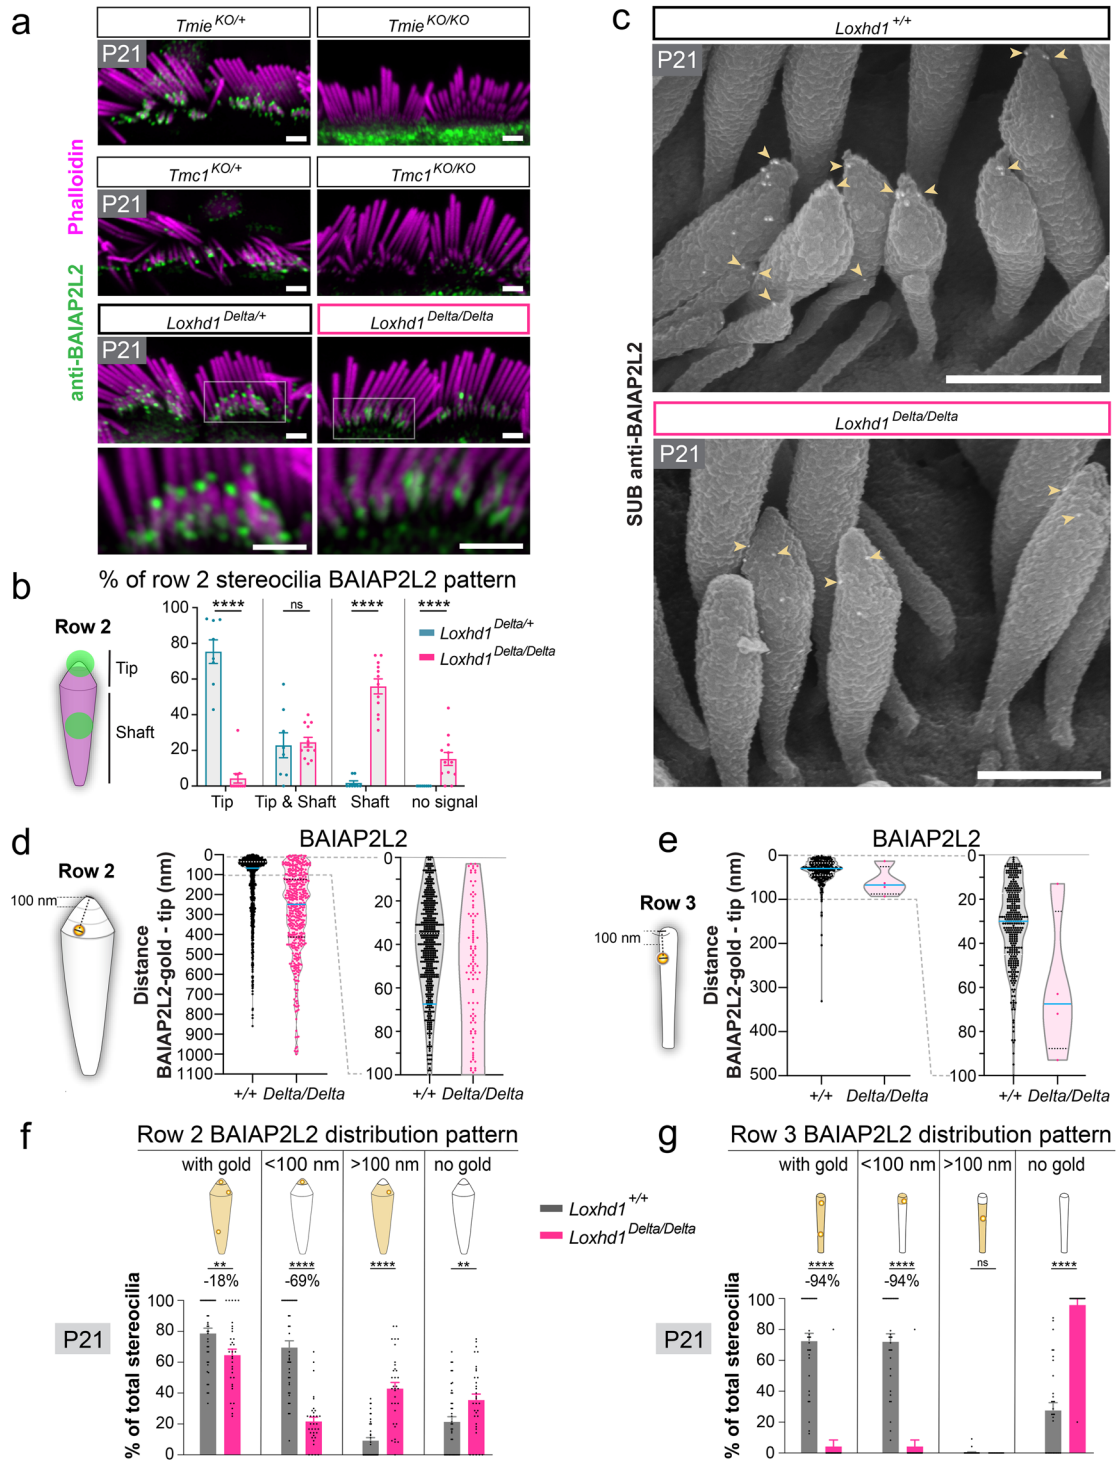 a
Tmie KO/+
Tmie KO/KO
P21
Tmc1 KO/+
Tmc1 KO/KO
P21
Loxhd1 Delta/+
Loxhd1 Delta/Delta
P21
anti-BAIAP2L2 Phalloidin
c
Loxhd1 +/+
P21
Loxhd1 Delta/Delta
P21
SUB anti-BAIAP2L2
b
% of row 2 stereocilia BAIAP2L2 pattern
Row 2
Tip
Shaft
100
80
60
40
20
0
**** ns **** ****
Loxhd1 Delta/+
Loxhd1 Delta/Delta
Tip Tip & Shaft Shaft no signal
d
BAIAP2L2
Row 2
100 nm
Distance
BAIAP2L2-gold - tip (nm)
0
100
200
300
400
500
600
700
800
900
1000
1100
0
20
40
60
80
100
+/+ Delta/Delta +/+ Delta/Delta
e
BAIAP2L2
Row 3
100 nm
Distance
BAIAP2L2-gold - tip (nm)
0
100
200
300
400
500
0
20
40
60
80
100
+/+ Delta/Delta +/+ Delta/Delta
f
Row 2 BAIAP2L2 distribution pattern
with gold <100 nm >100 nm no gold
** **** **** **
-18% -69%
P21
% of total stereocilia
100
80
60
40
20
0
Loxhd1 +/+
Loxhd1 Delta/Delta
g
Row 3 BAIAP2L2 distribution pattern
with gold <100 nm >100 nm no gold
**** **** ns ****
-94% -94%
P21
% of total stereocilia
100
80
60
40
20
0